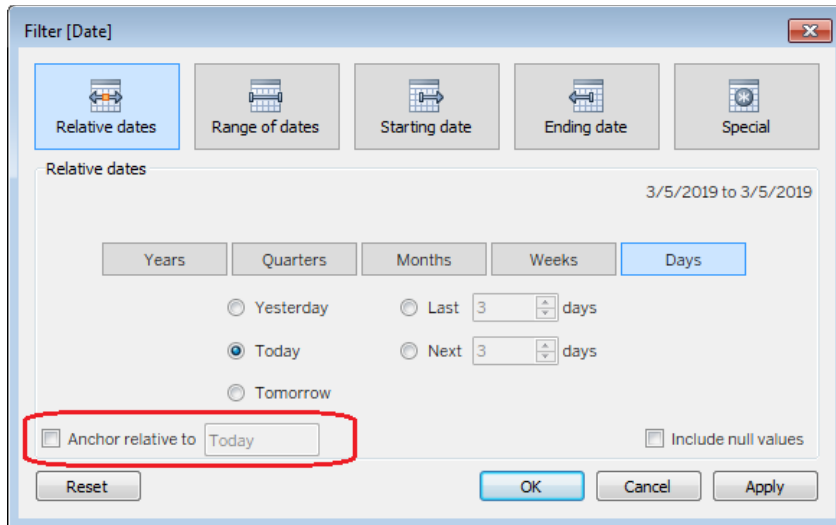 Filter [Date]
Relative dates Range of dates Starting date Ending date Special
Relative dates
3/5/2019 to 3/5/2019
Years Quarters Months Weeks Days
Yesterday Last 3 days
Today Next 3 days
Tomorrow
Anchor relative to Today Include null values
Reset OK Cancel Apply